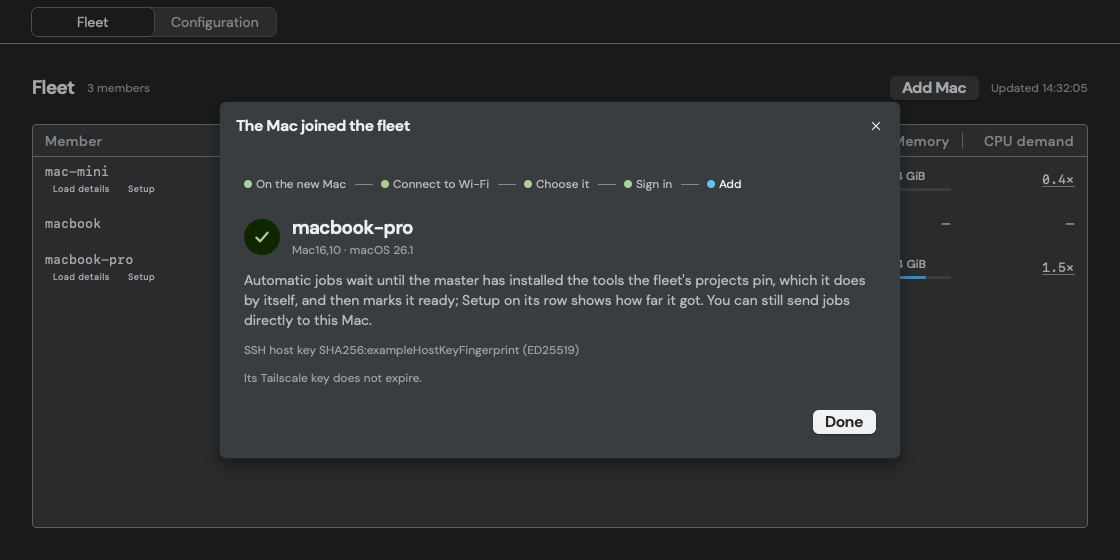 Fleet Configuration
Fleet 3 members Add Mac Updated 14:32:05
Member Memory CPU demand
mac-mini
Load details Setup
GiB 0.4×
macbook — —
macbook-pro
Load details Setup
GiB 1.5×
The Mac joined the fleet ×
On the new Mac — Connect to Wi-Fi — Choose it — Sign in — Add
macbook-pro
Mac16,10 · macOS 26.1
Automatic jobs wait until the master has installed the tools the fleet's projects pin, which it does
by itself, and then marks it ready; Setup on its row shows how far it got. You can still send jobs
directly to this Mac.
SSH host key SHA256:exampleHostKeyFingerprint (ED25519)
Its Tailscale key does not expire.
Done